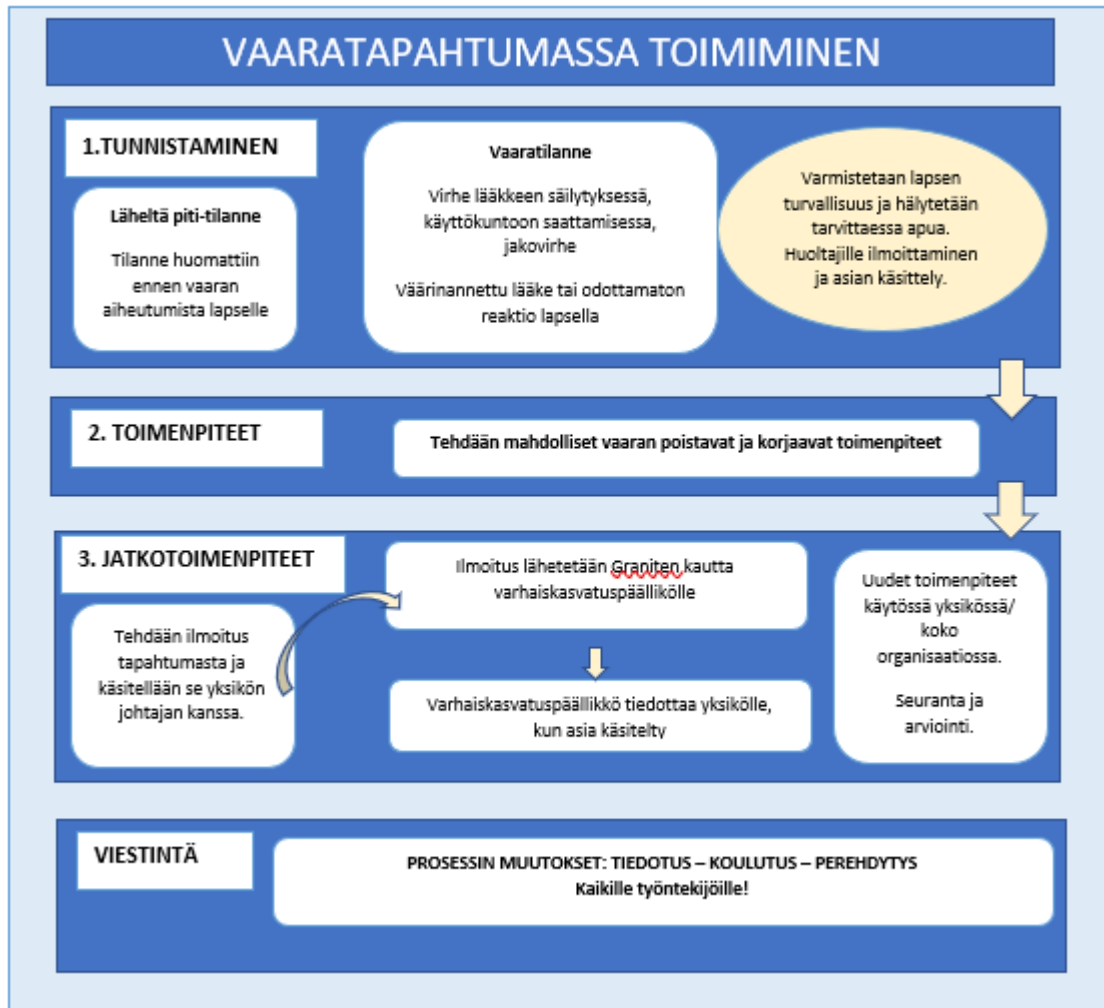 VAARATAPAHTUMASSA TOIMIMINEN
1.TUNNISTAMINEN
Läheltä piti-tilanne
Tilanne huomattiin
ennen vaaran
aiheutumista lapselle
Vaaratilanne
Virhe lääkkeen säilytyksessä,
käyttökuntoon saattamisessa,
jakovirhe
Väärinannettu lääke tai odottamaton
reaktio lapsella
Varmistetaan lapsen
turvallisuus ja hälytetään
tarvittaessa apua.
Huoltajille ilmoittaminen
ja asian käsittely.
2. TOIMENPITEET
Tehdään mahdolliset vaaran poistavat ja korjaavat toimenpiteet
3. JATKOTOIMENPITEET
Tehdään ilmoitus
tapahtumasta ja
käsitellään se yksikön
johtajan kanssa.
Ilmoitus lähetetään Graniten kautta
varhaiskasvatuspäällikölle
Varhaiskasvatuspäällikkö tiedottaa yksikölle,
kun asia käsitelty
Uudet toimenpiteet
käytössä yksikössä/
koko
organisaatiossa.
Seuranta ja
arviointi.
VIESTINTÄ
PROSESSIN MUUTOKSET: TIEDOTUS – KOULUTUS – PEREHDYTYS
Kaikille työntekijöille!